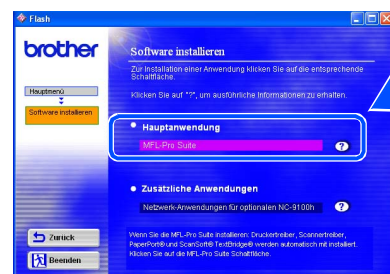 Flash
brother
Software installieren
Zur Installation einer Anwendung klicken Sie auf die entsprechende
Schaltfläche.
Klicken Sie auf "?", um ausführliche Informationen zu erhalten.
Hauptmenü
Software installieren
Hauptanwendung
MFL-Pro Suite
?
Zusätzliche Anwendungen
Netzwerk-Anwendungen für optionalen NC-9100h
?
Zurück
Beenden
Wenn Sie die MFL-Pro Suite installieren: Druckertreiber, Scannertreiber,
PaperPort® und ScanSoft® TextBridge® werden automatisch mit installiert.
Klicken Sie auf die MFL-Pro Suite Schaltfläche.